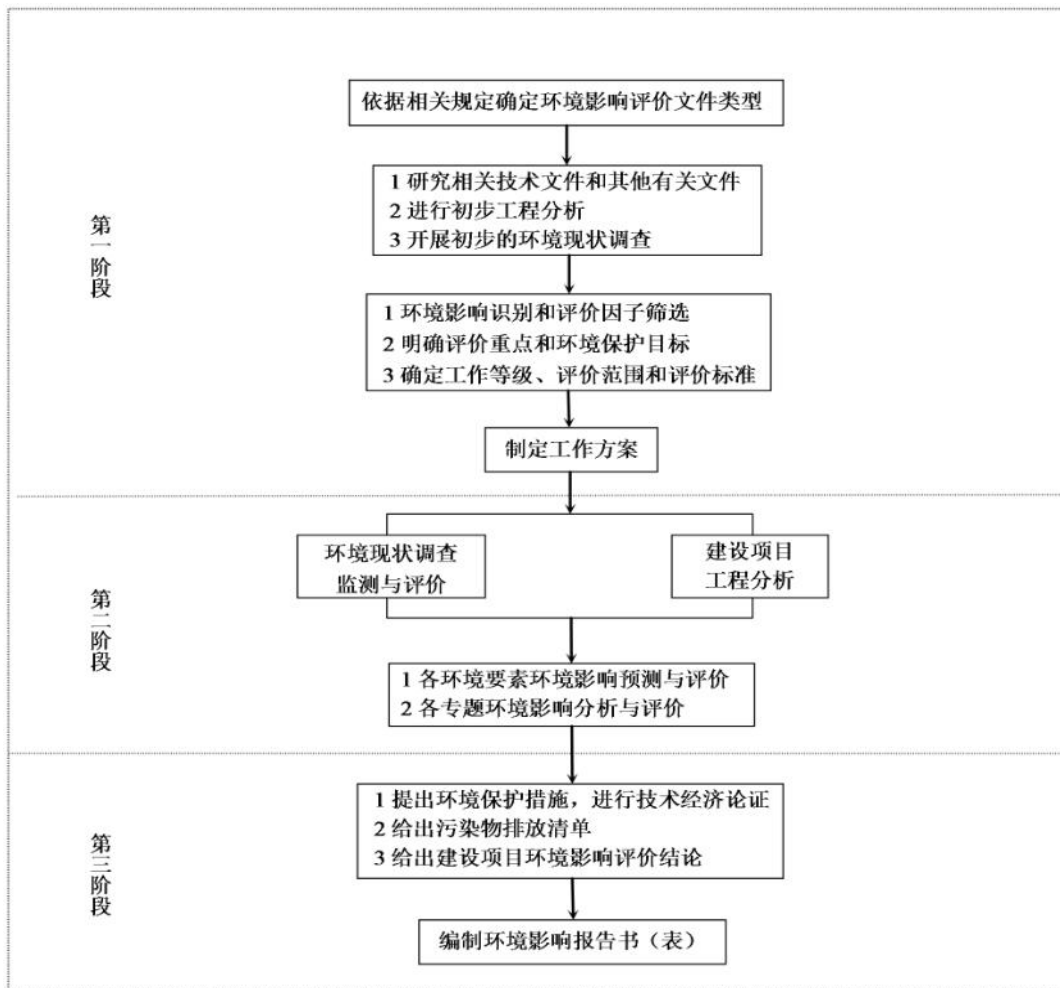 依据相关规定确定环境影响评价文件类型
1 研究相关技术文件和其他有关文件
2 进行初步工程分析
3 开展初步的环境现状调查
第一阶段
1 环境影响识别和评价因子筛选
2 明确评价重点和环境保护目标
3 确定工作等级、评价范围和评价标准
制定工作方案
环境现状调查
监测与评价
建设项目
工程分析
第二阶段
1 各环境要素环境影响预测与评价
2 各专题环境影响分析与评价
1 提出环境保护措施，进行技术经济论证
2 给出污染物排放清单
3 给出建设项目环境影响评价结论
第三阶段
编制环境影响报告书（表）